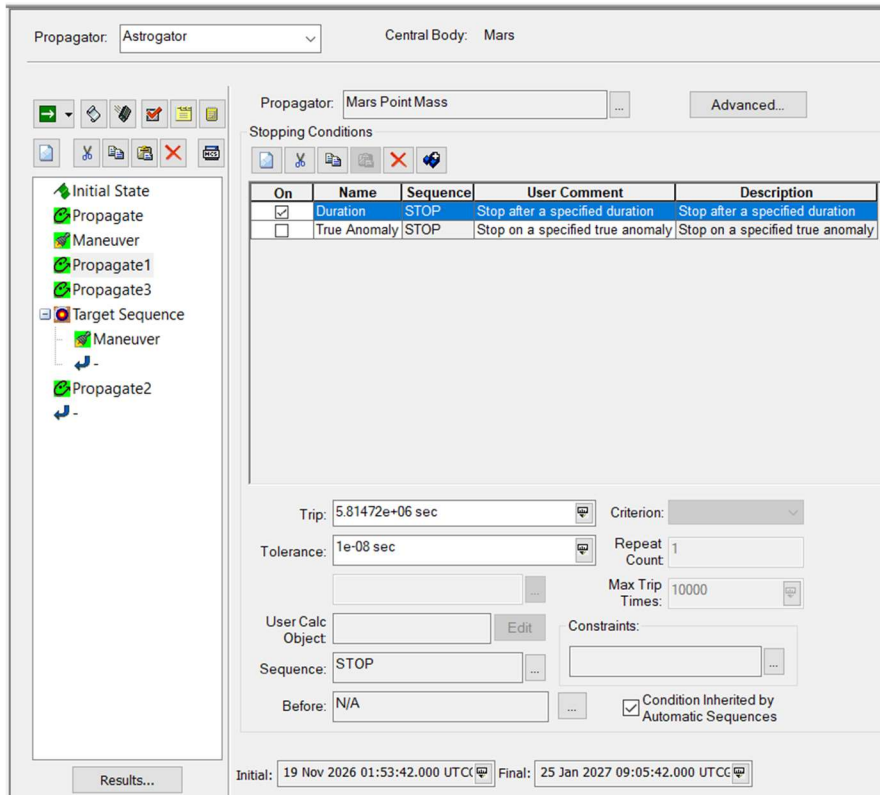 Propagator: Astrogator Central Body: Mars
Propagator: Mars Point Mass ... Advanced...
Stopping Conditions
MCS
Initial State
Propagate
Maneuver
Propagate1
Propagate3
Target Sequence
Maneuver
-
Propagate2
-
Results...
On Name Sequence User Comment Description
Duration STOP Stop after a specified duration Stop after a specified duration
True Anomaly STOP Stop on a specified true anomaly Stop on a specified true anomaly
Trip: 5.81472e+06 sec Criterion:
Tolerance: 1e-08 sec Repeat Count: 1
... Max Trip Times: 10000
User Calc Object: Edit Constraints:
...
Sequence: STOP ...
Before: N/A ... Condition Inherited by
Automatic Sequences
Initial: 19 Nov 2026 01:53:42.000 UTCG Final: 25 Jan 2027 09:05:42.000 UTCG